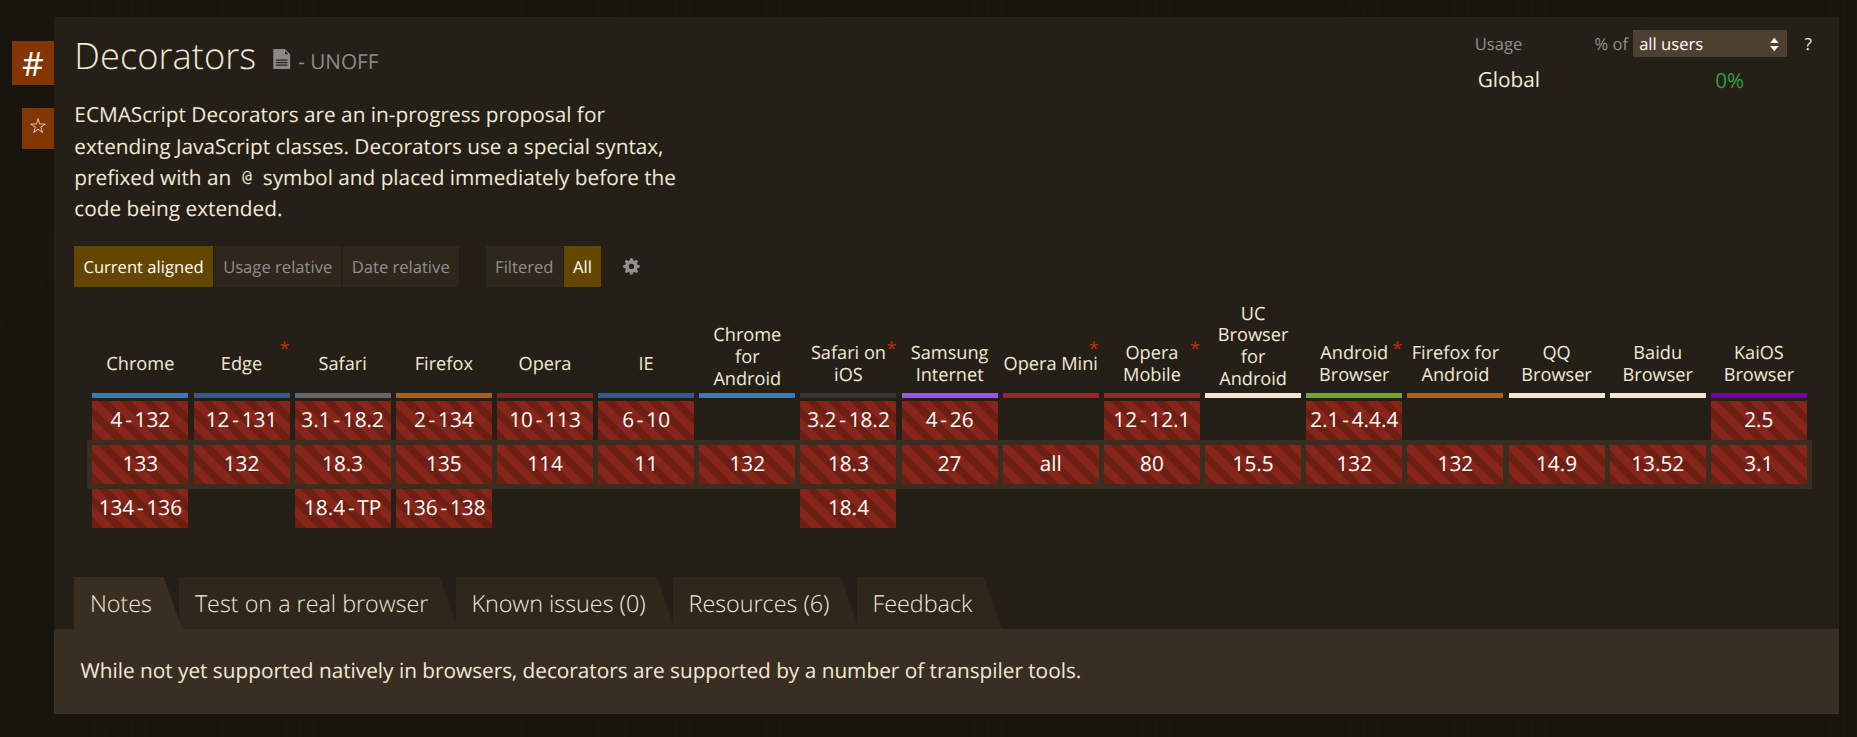 #
Decorators - UNOFF
Usage % of all users ?
Global 0%
☆
ECMAScript Decorators are an in-progress proposal for
extending JavaScript classes. Decorators use a special syntax,
prefixed with an @ symbol and placed immediately before the
code being extended.
Current aligned Usage relative Date relative Filtered All
Chrome Edge * Safari Firefox Opera IE Chrome for Android Safari on iOS * Samsung Internet Opera Mini * Opera Mobile * UC Browser for Android Android Browser * Firefox for Android QQ Browser Baidu Browser KaiOS Browser
4-132 12-131 3.1-18.2 2-134 10-113 6-10 3.2-18.2 4-26 12-12.1 2.1-4.4.4 2.5
133 132 18.3 135 114 11 132 18.3 27 all 80 15.5 132 132 14.9 13.52 3.1
134-136 18.4-TP 136-138 18.4
Notes Test on a real browser Known issues (0) Resources (6) Feedback
While not yet supported natively in browsers, decorators are supported by a number of transpiler tools.